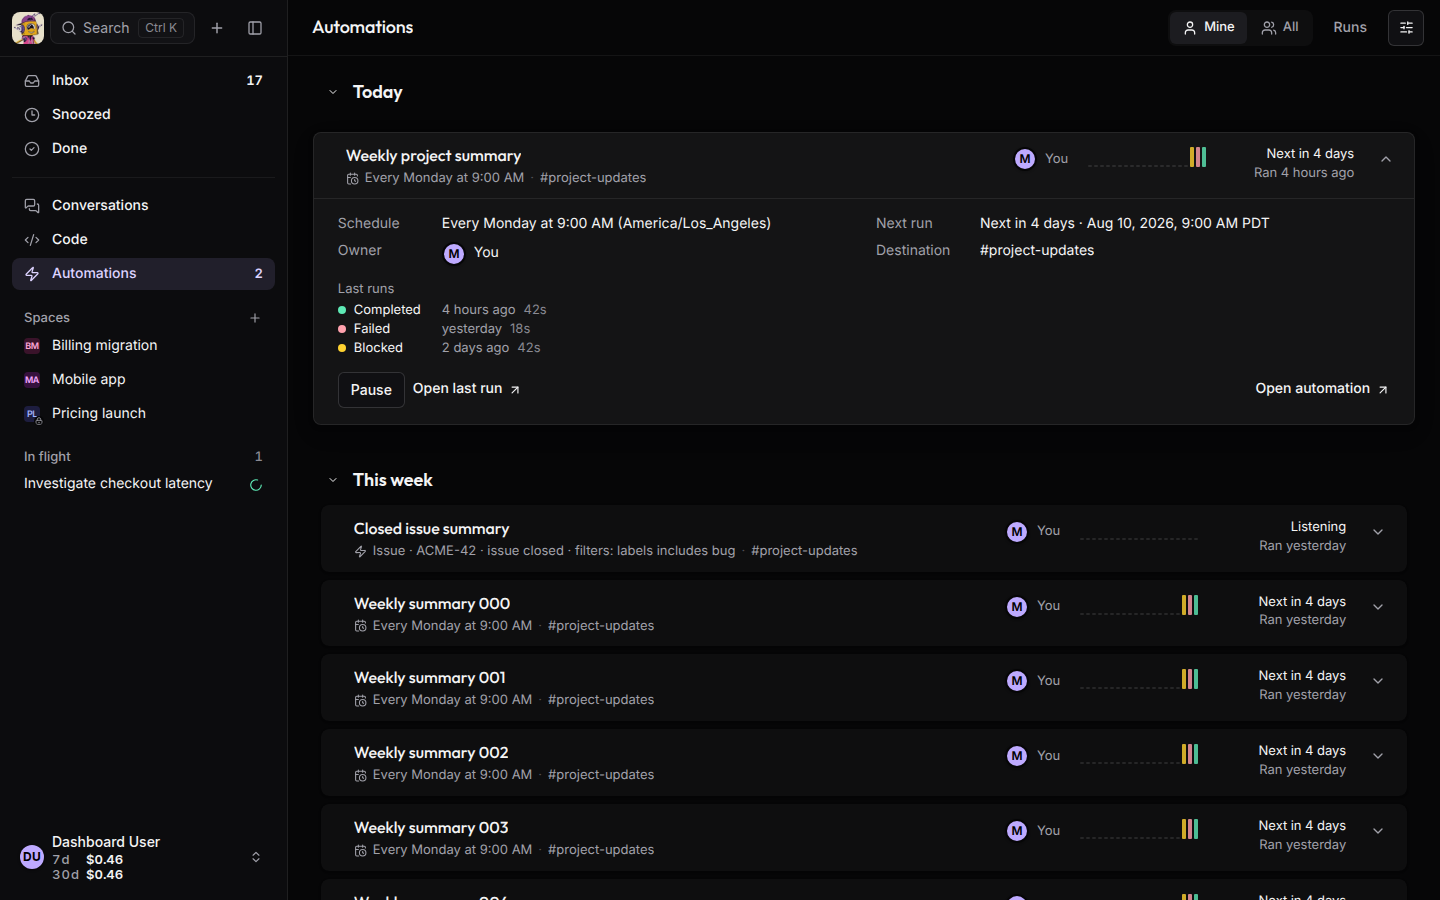 Search Ctrl K
Inbox 17
Snoozed
Done
Conversations
Code
Automations 2
Spaces
BM Billing migration
MA Mobile app
PL Pricing launch
In flight 1
Investigate checkout latency
DU Dashboard User
7d $0.46
30d $0.46
Automations
Mine All Runs
Today
Weekly project summary
Every Monday at 9:00 AM · #project-updates
M You
Next in 4 days
Ran 4 hours ago
Schedule Every Monday at 9:00 AM (America/Los_Angeles)
Next run Next in 4 days · Aug 10, 2026, 9:00 AM PDT
Owner M You
Destination #project-updates
Last runs
Completed 4 hours ago 42s
Failed yesterday 18s
Blocked 2 days ago 42s
Pause Open last run
Open automation
This week
Closed issue summary
Issue · ACME-42 · issue closed · filters: labels includes bug · #project-updates
M You
Listening
Ran yesterday
Weekly summary 000
Every Monday at 9:00 AM · #project-updates
M You
Next in 4 days
Ran yesterday
Weekly summary 001
Every Monday at 9:00 AM · #project-updates
M You
Next in 4 days
Ran yesterday
Weekly summary 002
Every Monday at 9:00 AM · #project-updates
M You
Next in 4 days
Ran yesterday
Weekly summary 003
Every Monday at 9:00 AM · #project-updates
M You
Next in 4 days
Ran yesterday